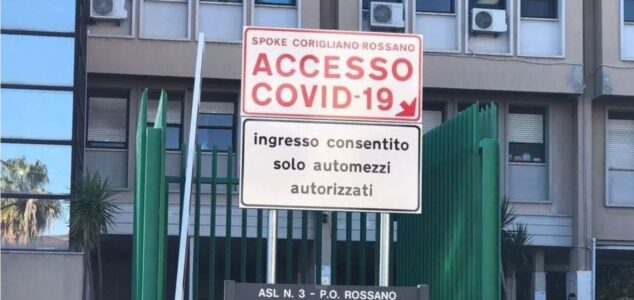 SPOKE CORIGLIANO-ROSSANO
ACCESSO
COVID-19
ingresso consentito
solo automezzi
autorizzati
ASL N. 3 - P.O. ROSSANO